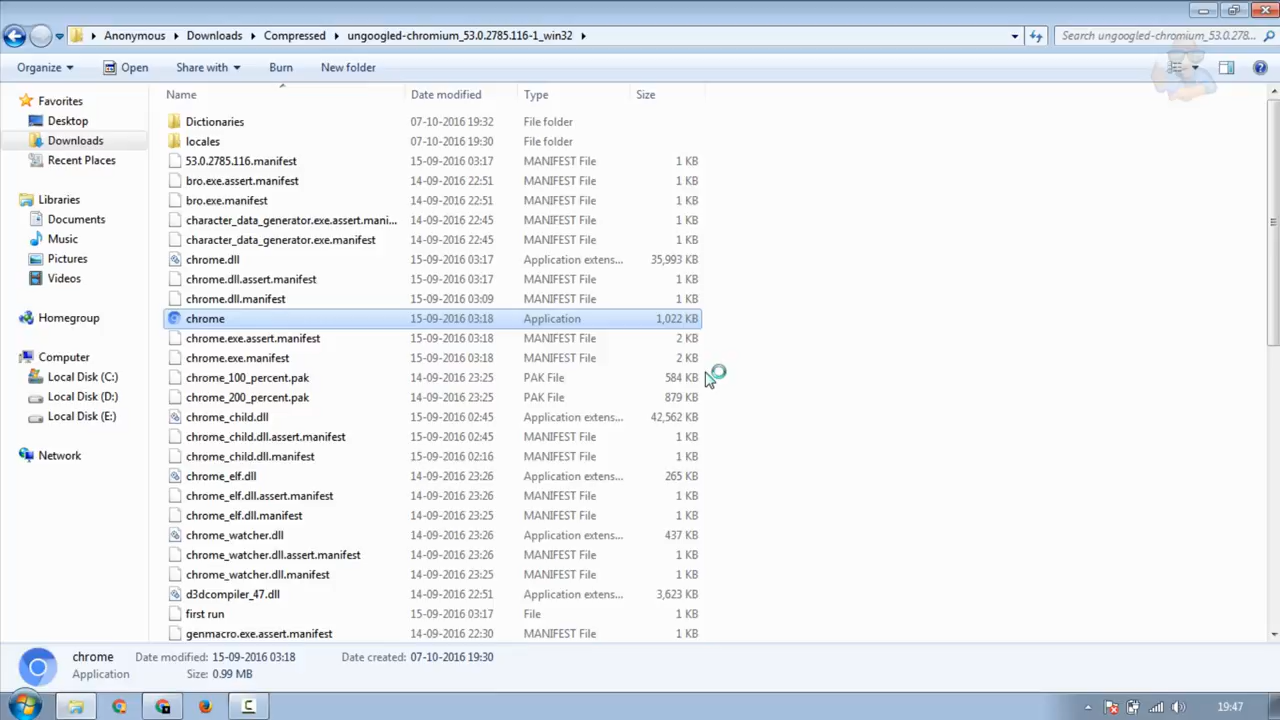 Anonymous Downloads Compressed ungoogled-chromium_53.0.2785.116-1_win32 Search ungoogled-chromium_53.0.278...
Organize Open Share with Burn New folder
Name Date modified Type Size
Favorites
Desktop
Downloads
Recent Places
Libraries
Documents
Music
Pictures
Videos
Homegroup
Computer
Local Disk (C:)
Local Disk (D:)
Local Disk (E:)
Network
Dictionaries 07-10-2016 19:32 File folder
locales 07-10-2016 19:30 File folder
53.0.2785.116.manifest 15-09-2016 03:17 MANIFEST File 1 KB
bro.exe.assert.manifest 14-09-2016 22:51 MANIFEST File 1 KB
bro.exe.manifest 14-09-2016 22:51 MANIFEST File 1 KB
character_data_generator.exe.assert.mani... 14-09-2016 22:45 MANIFEST File 1 KB
character_data_generator.exe.manifest 14-09-2016 22:45 MANIFEST File 1 KB
chrome.dll 15-09-2016 03:17 Application extens... 35,993 KB
chrome.dll.assert.manifest 15-09-2016 03:17 MANIFEST File 1 KB
chrome.dll.manifest 15-09-2016 03:09 MANIFEST File 1 KB
chrome 15-09-2016 03:18 Application 1,022 KB
chrome.exe.assert.manifest 15-09-2016 03:18 MANIFEST File 2 KB
chrome.exe.manifest 15-09-2016 03:18 MANIFEST File 2 KB
chrome_100_percent.pak 14-09-2016 23:25 PAK File 584 KB
chrome_200_percent.pak 14-09-2016 23:25 PAK File 879 KB
chrome_child.dll 15-09-2016 02:45 Application extens... 42,562 KB
chrome_child.dll.assert.manifest 15-09-2016 02:45 MANIFEST File 1 KB
chrome_child.dll.manifest 15-09-2016 02:16 MANIFEST File 1 KB
chrome_elf.dll 14-09-2016 23:26 Application extens... 265 KB
chrome_elf.dll.assert.manifest 14-09-2016 23:26 MANIFEST File 1 KB
chrome_elf.dll.manifest 14-09-2016 23:25 MANIFEST File 1 KB
chrome_watcher.dll 14-09-2016 23:26 Application extens... 437 KB
chrome_watcher.dll.assert.manifest 14-09-2016 23:26 MANIFEST File 1 KB
chrome_watcher.dll.manifest 14-09-2016 23:25 MANIFEST File 1 KB
d3dcompiler_47.dll 14-09-2016 22:51 Application extens... 3,623 KB
first run 15-09-2016 03:17 File 1 KB
genmacro.exe.assert.manifest 14-09-2016 22:30 MANIFEST File 1 KB
chrome Date modified: 15-09-2016 03:18 Date created: 07-10-2016 19:30
Application Size: 0.99 MB
19:47